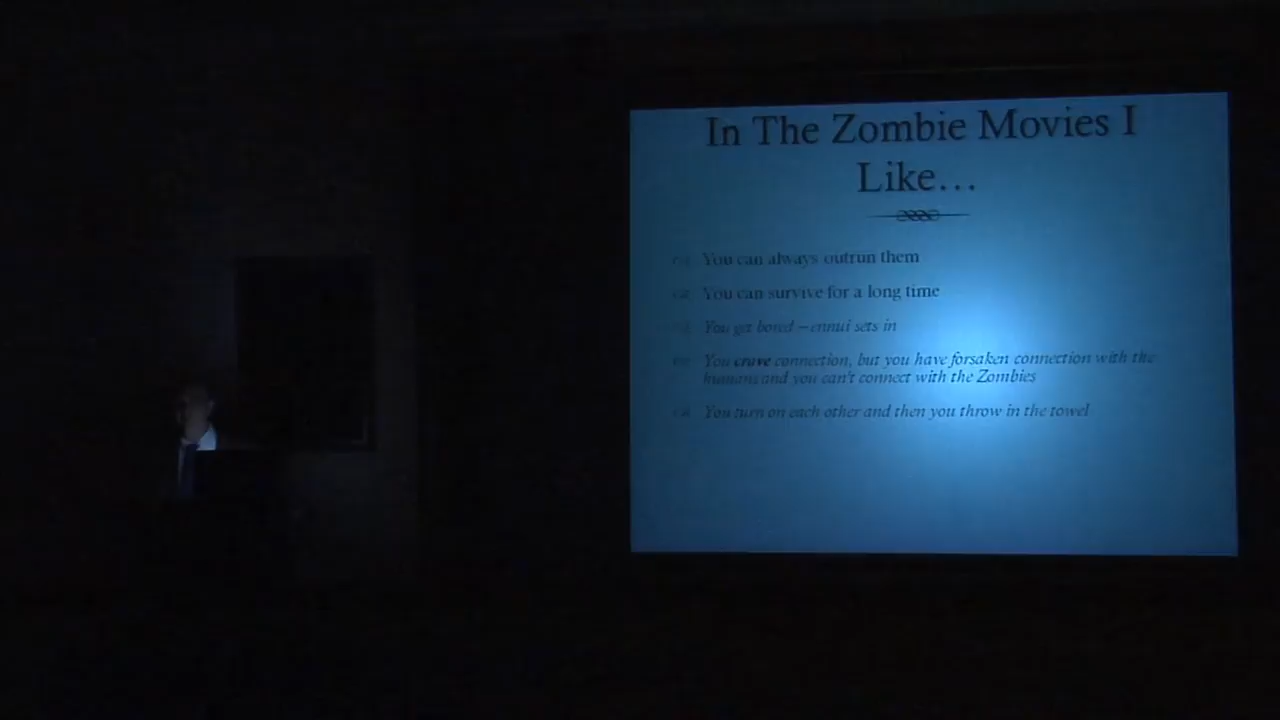 In The Zombie Movies I
Like…
You can always outrun them
You can survive for a long time
You get bored – ennui sets in
You crave connection, but you have forsaken connection with the
humans and you can't connect with the Zombies
You turn on each other and then you throw in the towel